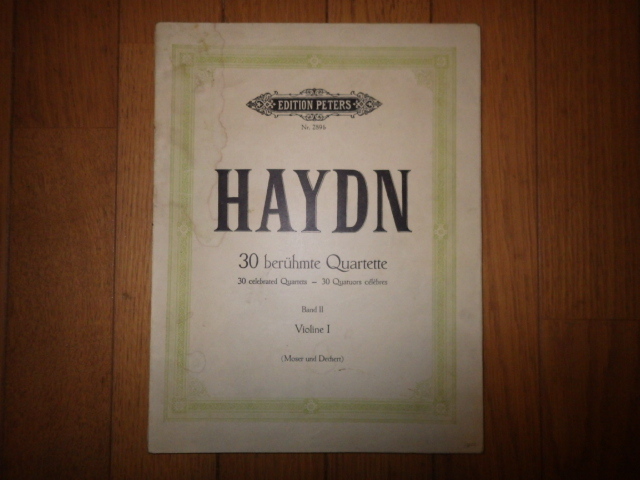 EDITION PETERS
Nr. 289b
HAYDN
30 berühmte Quartette
30 celebrated Quartets — 30 Quatuors célèbres
Band II
Violine I
(Moser und Dechert)